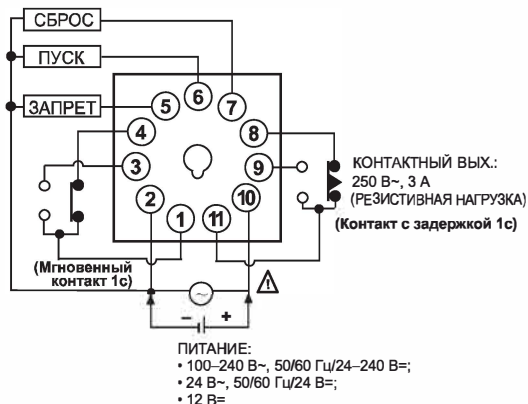 СБРОС
ПУСК
ЗАПРЕТ
6
5
7
4
8
3
9
2
10
1
11
КОНТАКТНЫЙ ВЫХ.:
250 В~, 3 А
(РЕЗИСТИВНАЯ НАГРУЗКА)
(Контакт с задержкой 1с)
(Мгновенный
контакт 1с)
~
!
– +
ПИТАНИЕ:
• 100–240 В~, 50/60 Гц/24–240 В=;
• 24 В~, 50/60 Гц/24 В=;
• 12 В=